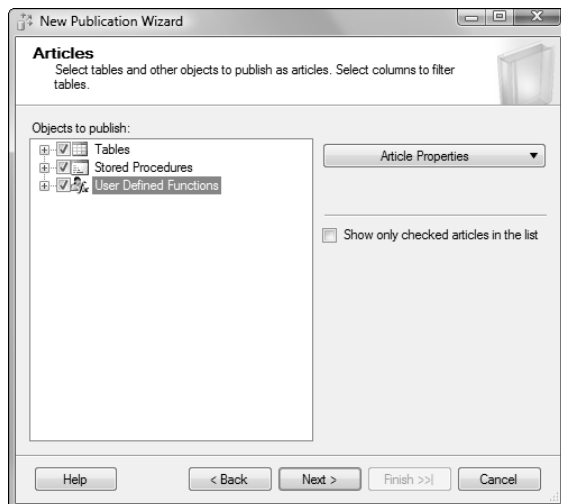 New Publication Wizard
Articles
Select tables and other objects to publish as articles. Select columns to filter
tables.
Objects to publish:
Tables
Stored Procedures
User Defined Functions
Article Properties
Show only checked articles in the list
Help
< Back
Next >
Finish >>|
Cancel